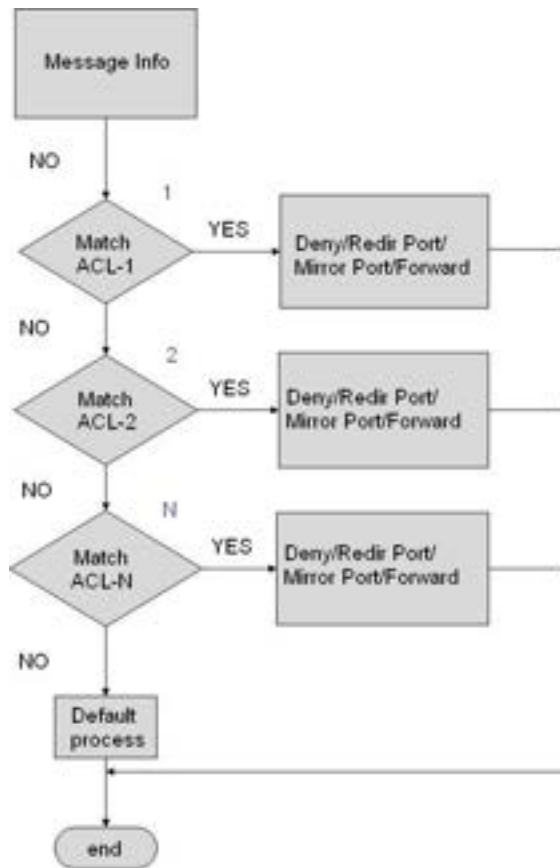 Message Info
NO
1
Match
ACL-1
YES
Deny/Redir Port/
Mirror Port/Forward
NO
2
Match
ACL-2
YES
Deny/Redir Port/
Mirror Port/Forward
NO
N
Match
ACL-N
YES
Deny/Redir Port/
Mirror Port/Forward
NO
Default
process
end